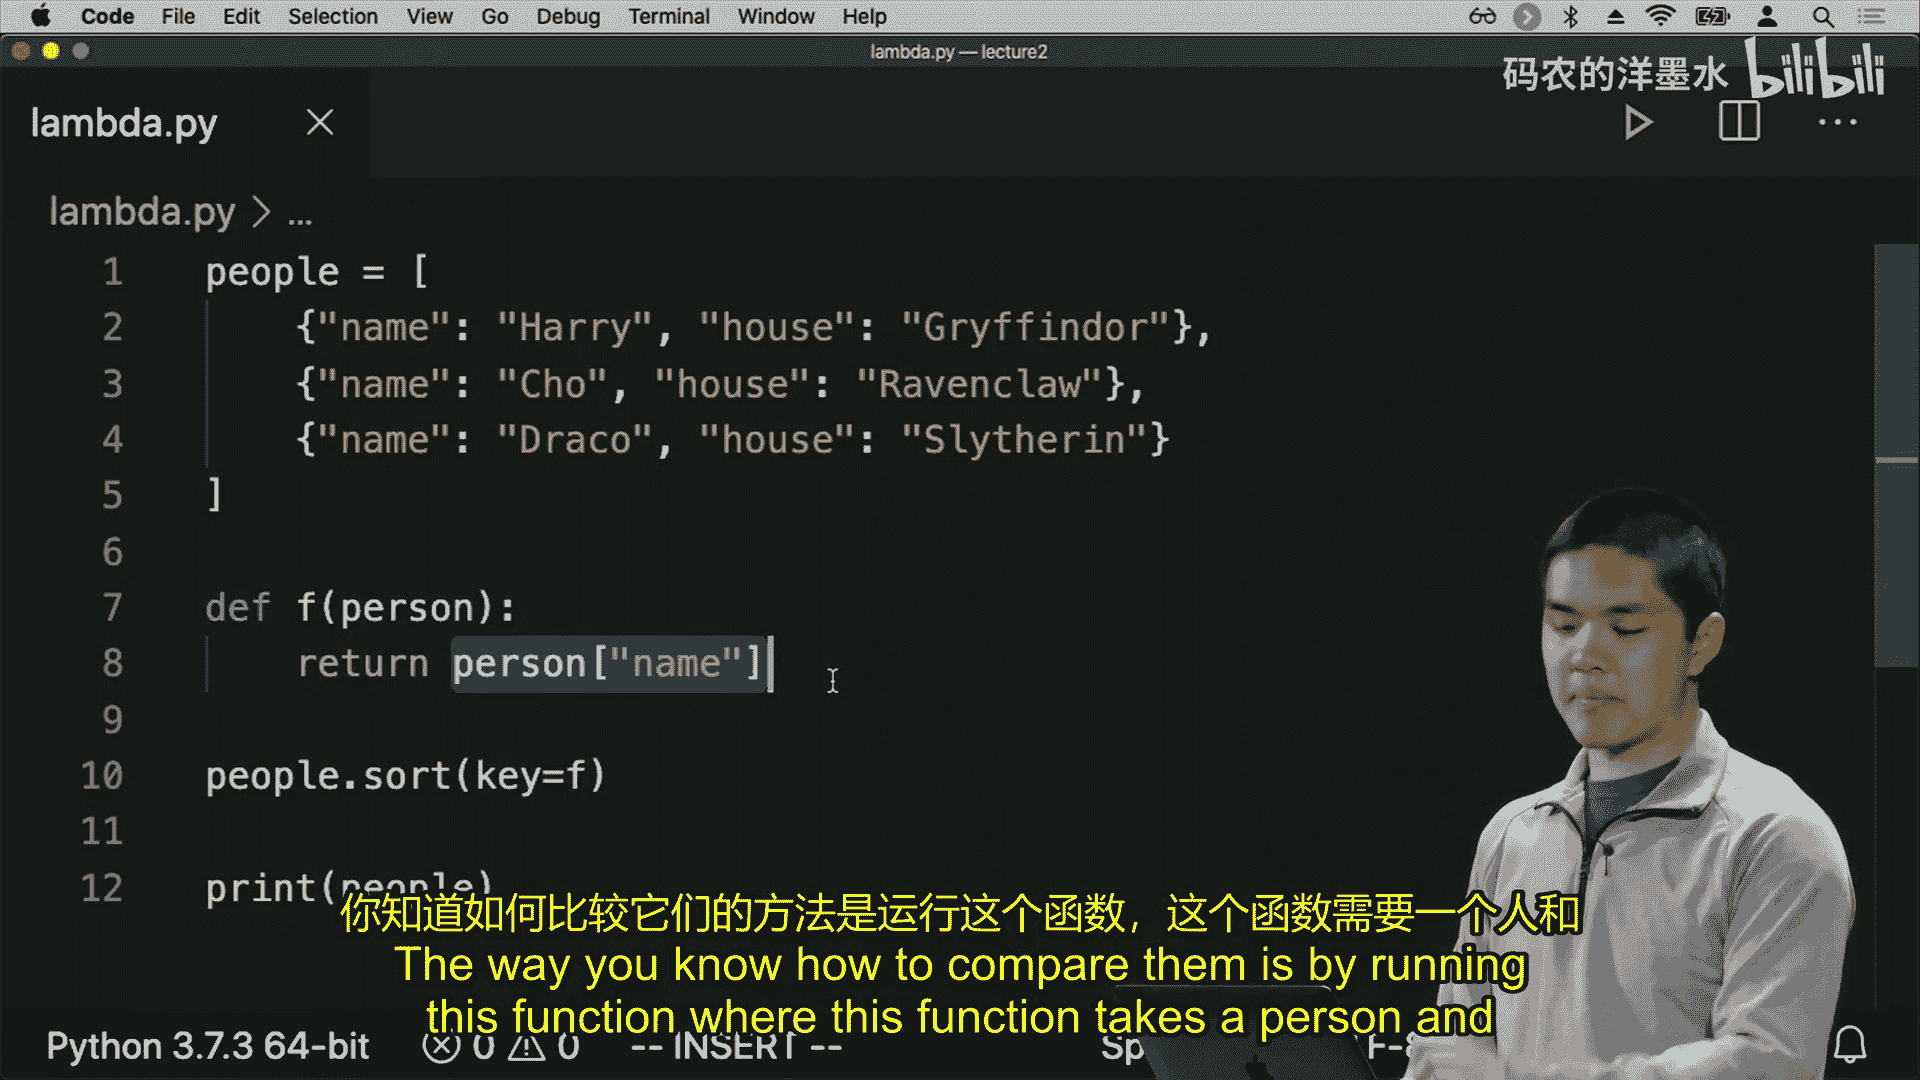 Code File Edit Selection View Go Debug Terminal Window Help
lambda.py — lecture2
码农的洋墨水 bilibili
lambda.py
lambda.py > ...
1 people = [
2 {"name": "Harry", "house": "Gryffindor"},
3 {"name": "Cho", "house": "Ravenclaw"},
4 {"name": "Draco", "house": "Slytherin"}
5 ]
6
7 def f(person):
8 return person["name"]
9
10 people.sort(key=f)
11
12 print(people)
你知道如何比较它们的方法是运行这个函数，这个函数需要一个人和
The way you know how to compare them is by running
this function where this function takes a person and
Python 3.7.3 64-bit 0 0 -- INSERT --